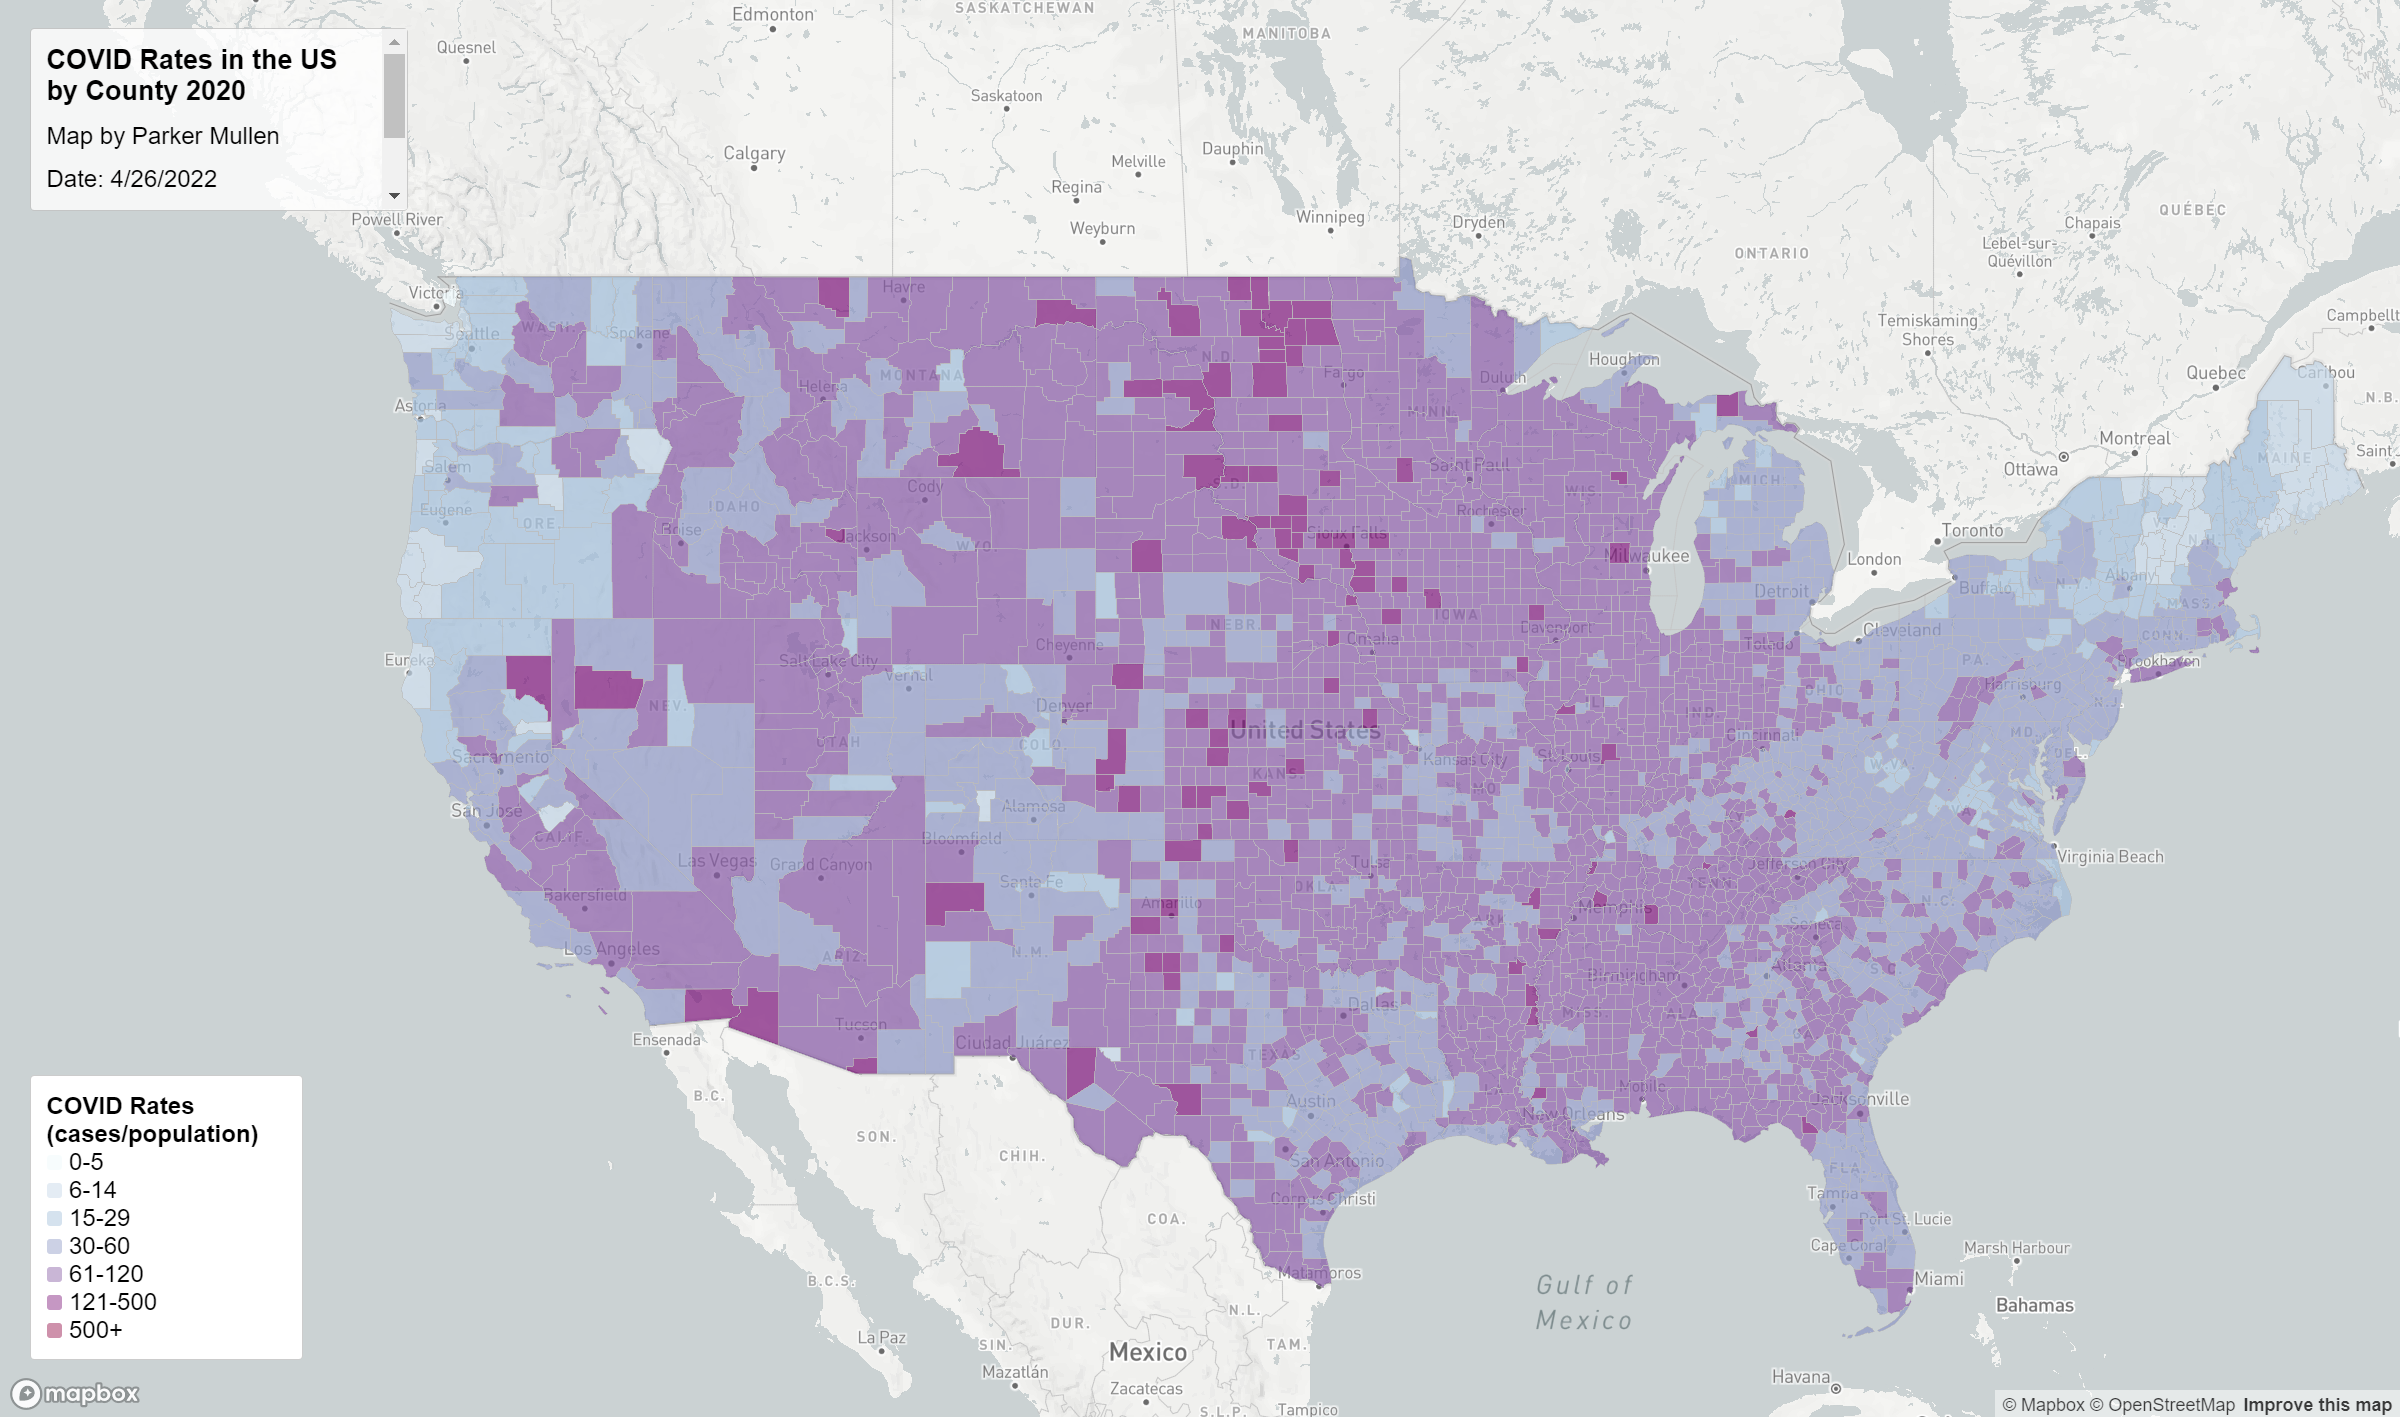 COVID Rates in the US
by County 2020
Map by Parker Mullen
Date: 4/26/2022
Edmonton
SASKATCHEWAN
MANITOBA
Quesnel
Saskatoon
Calgary
Dauphin
Melville
Regina
Winnipeg
Weyburn
Dryden
Powell River
QUÉBEC
Chapais
Lebel-sur-
Quévillon
ONTARIO
Temiskaming
Shores
Campbellt
Victoria
Havre
Seattle
WASH.
Spokane
N.D.
Houghton
Fargo
Duluth
Quebec
Caribou
MONTANA
Helena
Astoria
MINN.
N.B.
Montreal
Ottawa
Saint
MAINE
Salem
Saint Paul
Cody
S.D.
WIS.
MICH.
Eugene
ORE.
IDAHO
Boise
Rochester
Jackson
WYO.
Sioux Falls
Toronto
VT.
N.H.
Milwaukee
London
Detroit
Buffalo
N.Y.
Albany
MASS.
IOWA
NEBR.
Davenport
Omaha
Cleveland
CONN.
Toledo
Eureka
Salt Lake City
Cheyenne
PA.
Brookhaven
Vernal
Harrisburg
OHIO
NEV.
Denver
ILL.
IND.
N.J.
United States
UTAH
COLO.
Cincinnati
MD.
DEL.
Sacramento
Kansas City
St. Louis
W.VA.
KANS.
MO.
San Jose
Alamosa
VA.
CALIF.
Bloomfield
Las Vegas
Grand Canyon
Tulsa
Jefferson City
Virginia Beach
Santa Fe
OKLA.
TENN.
Bakersfield
Amarillo
Memphis
N.C.
ARK.
Seneca
Los Angeles
ARIZ.
N.M.
Birmingham
Atlanta
S.C.
Dallas
Tucson
MISS.
ALA.
GA.
Ensenada
Ciudad Juárez
TEXAS
B.C.
Austin
LA.
Mobile
Jacksonville
New Orleans
SON.
CHIH.
San Antonio
FLA.
Tampa
Corpus Christi
COA.
Port St. Lucie
Cape Coral
Marsh Harbour
Matamoros
Miami
B.C.S.
Gulf of
Mexico
Bahamas
N.L.
DUR.
La Paz
SIN.
Mexico
TAM.
Mazatlán
Zacatecas
Havana
S.L.P.
Tampico
COVID Rates
(cases/population)
0-5
6-14
15-29
30-60
61-120
121-500
500+
mapbox
© Mapbox © OpenStreetMap Improve this map